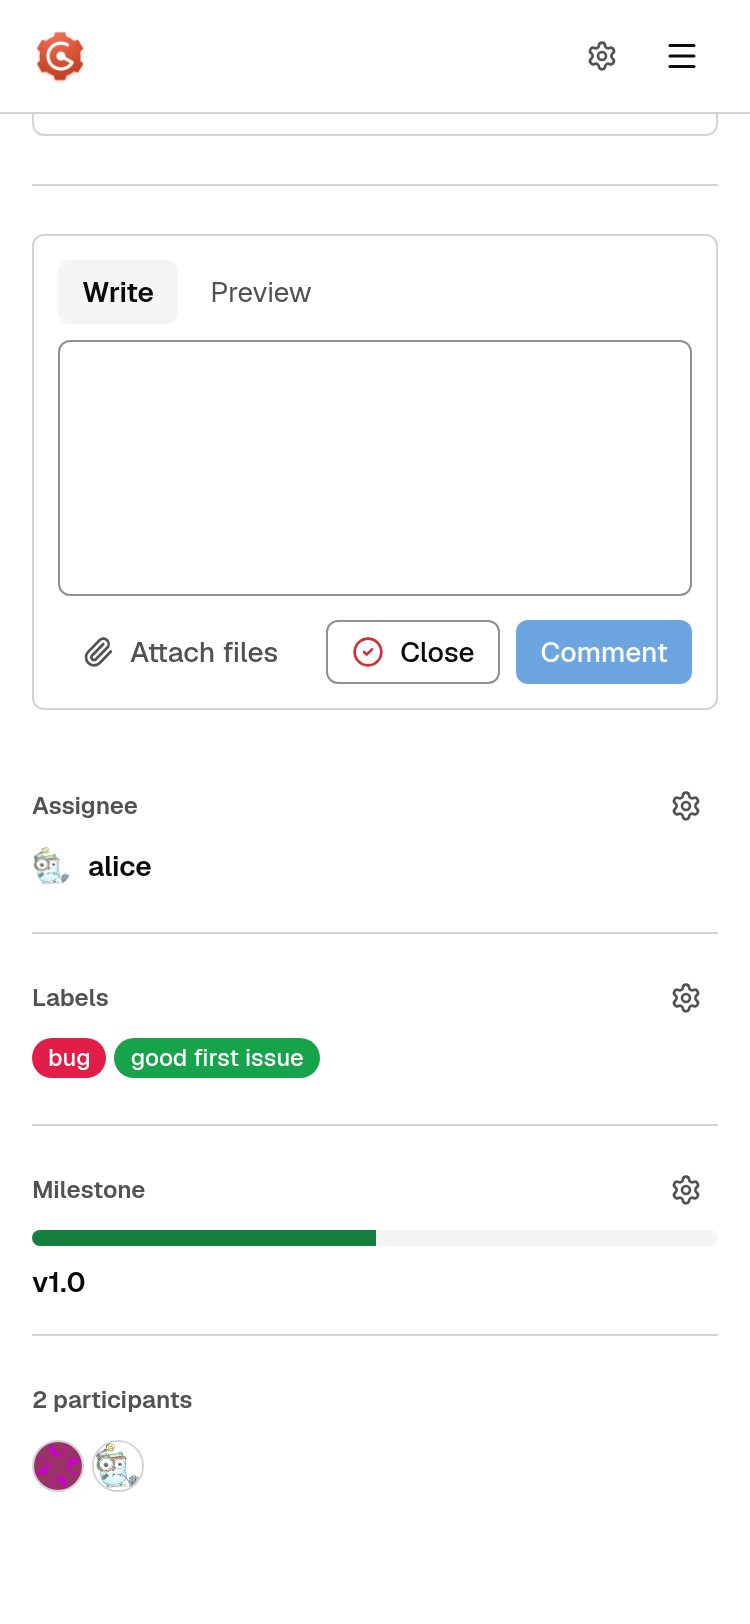 Write Preview
Attach files Close Comment
Assignee
alice
Labels
bug good first issue
Milestone
v1.0
2 participants